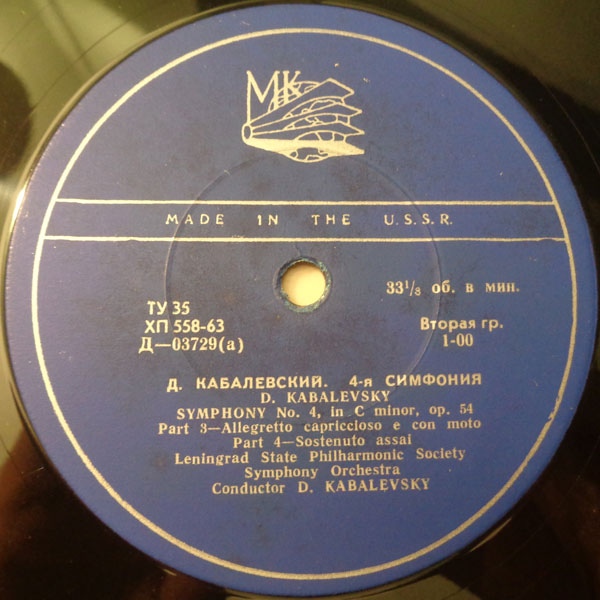 МК
MADE IN THE U.S.S.R.
33⅓ об. в мин.
ТУ 35
ХП 558-63
Д—03729(а)
Вторая гр.
1-00
Д. КАБАЛЕВСКИЙ. 4-я СИМФОНИЯ
D. KABALEVSKY
SYMPHONY No. 4, in C minor, op. 54
Part 3—Allegretto capriccioso e con moto
Part 4—Sostenuto assai
Leningrad State Philharmonic Society
Symphony Orchestra
Conductor D. KABALEVSKY